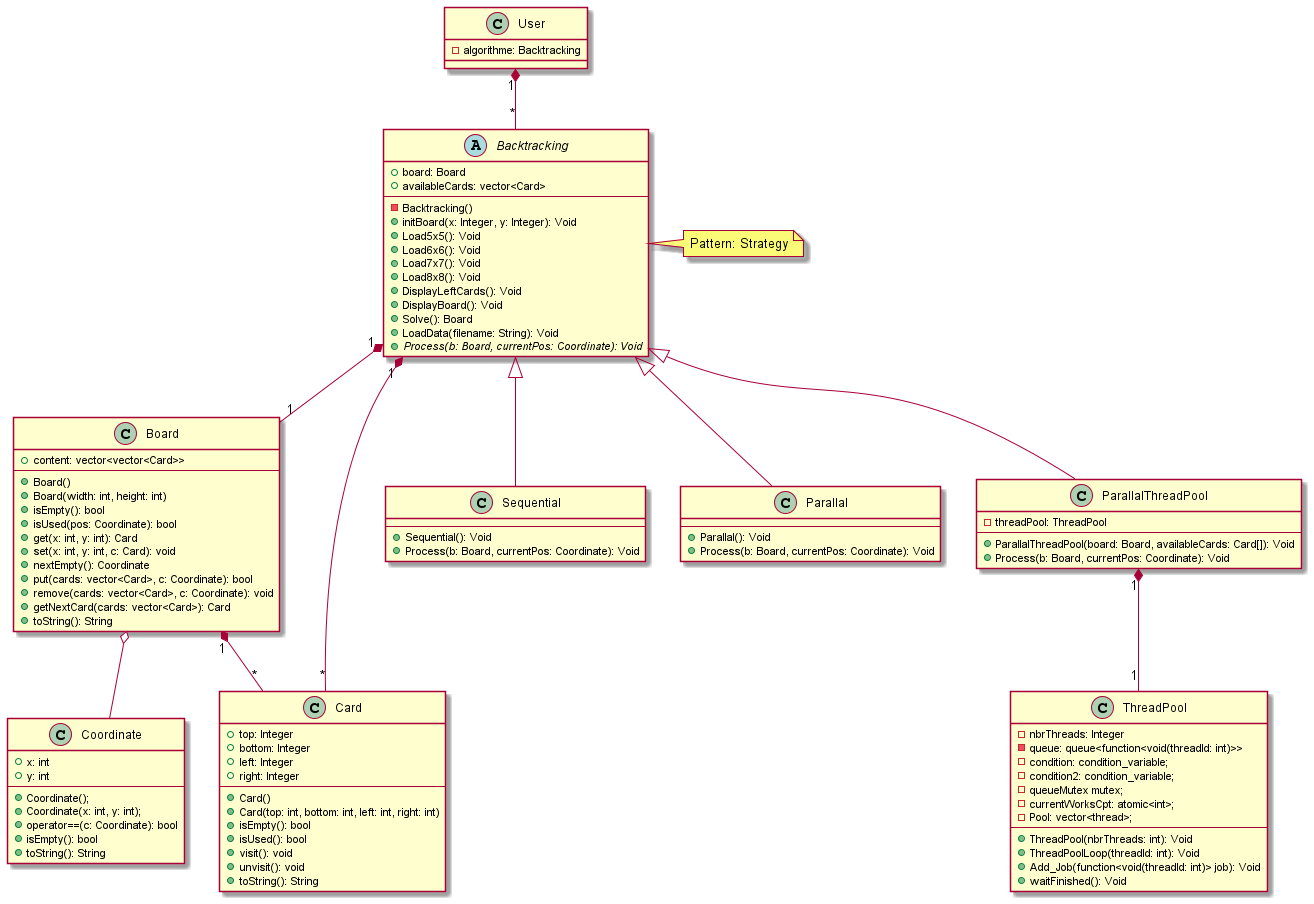 C User
algorithme: Backtracking
1
*
A Backtracking
board: Board
availableCards: vector<Card>
Backtracking()
initBoard(x: Integer, y: Integer): Void
Load5x5(): Void
Load6x6(): Void
Load7x7(): Void
Load8x8(): Void
DisplayLeftCards(): Void
DisplayBoard(): Void
Solve(): Board
LoadData(filename: String): Void
Process(b: Board, currentPos: Coordinate): Void
Pattern: Strategy
1
1
1
*
C Board
content: vector<vector<Card>>
Board()
Board(width: int, height: int)
isEmpty(): bool
isUsed(pos: Coordinate): bool
get(x: int, y: int): Card
set(x: int, y: int, c: Card): void
nextEmpty(): Coordinate
put(cards: vector<Card>, c: Coordinate): bool
remove(cards: vector<Card>, c: Coordinate): void
getNextCard(cards: vector<Card>): Card
toString(): String
C Sequential
Sequential(): Void
Process(b: Board, currentPos: Coordinate): Void
C Parallal
Parallal(): Void
Process(b: Board, currentPos: Coordinate): Void
C ParallalThreadPool
threadPool: ThreadPool
ParallalThreadPool(board: Board, availableCards: Card[]): Void
Process(b: Board, currentPos: Coordinate): Void
1
*
1
1
C Coordinate
x: int
y: int
Coordinate();
Coordinate(x: int, y: int);
operator==(c: Coordinate): bool
isEmpty(): bool
toString(): String
C Card
top: Integer
bottom: Integer
left: Integer
right: Integer
Card()
Card(top: int, bottom: int, left: int, right: int)
isEmpty(): bool
isUsed(): bool
visit(): void
unvisit(): void
toString(): String
C ThreadPool
nbrThreads: Integer
queue: queue<function<void(threadId: int)>>
condition: condition_variable;
condition2: condition_variable;
queueMutex mutex;
currentWorksCpt: atomic<int>;
Pool: vector<thread>;
ThreadPool(nbrThreads: int): Void
ThreadPoolLoop(threadId: int): Void
Add_Job(function<void(threadId: int)> job): Void
waitFinished(): Void